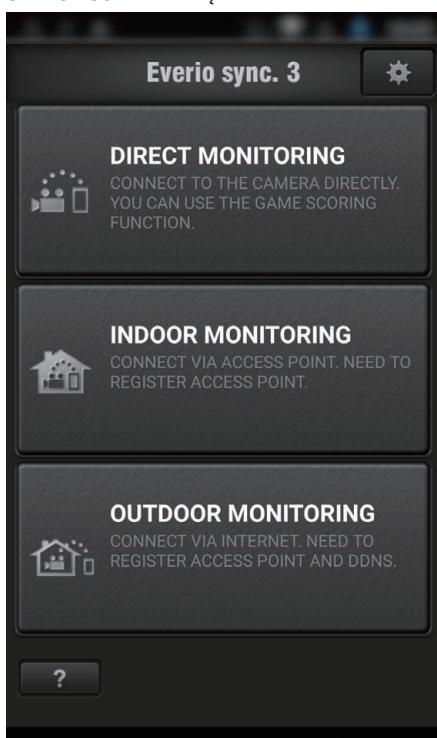 Everio sync. 3
DIRECT MONITORING
CONNECT TO THE CAMERA DIRECTLY.
YOU CAN USE THE GAME SCORING
FUNCTION.
INDOOR MONITORING
CONNECT VIA ACCESS POINT. NEED TO
REGISTER ACCESS POINT.
OUTDOOR MONITORING
CONNECT VIA INTERNET. NEED TO
REGISTER ACCESS POINT AND DDNS.
?